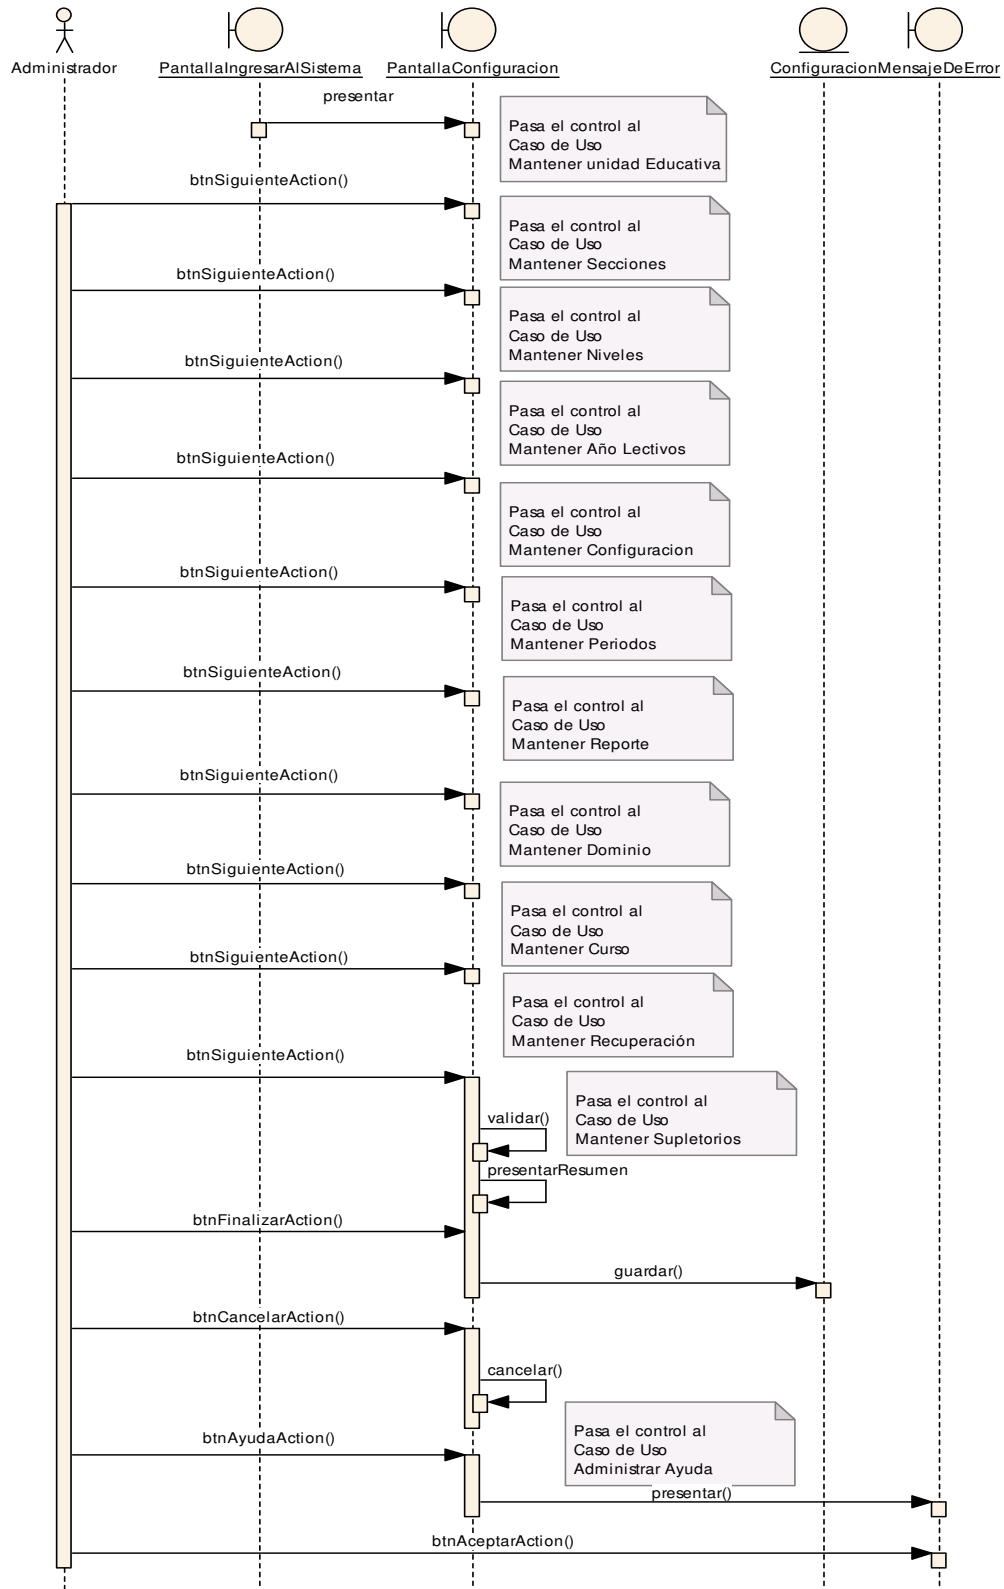 Administrador
PantallaIngresarAlSistema
PantallaConfiguracion
Configuracion
MensajeDeError
presentar
Pasa el control al
Caso de Uso
Mantener unidad Educativa
btnSiguienteAction()
Pasa el control al
Caso de Uso
Mantener Secciones
btnSiguienteAction()
Pasa el control al
Caso de Uso
Mantener Niveles
btnSiguienteAction()
Pasa el control al
Caso de Uso
Mantener Año Lectivos
btnSiguienteAction()
Pasa el control al
Caso de Uso
Mantener Configuracion
btnSiguienteAction()
Pasa el control al
Caso de Uso
Mantener Periodos
btnSiguienteAction()
Pasa el control al
Caso de Uso
Mantener Reporte
btnSiguienteAction()
Pasa el control al
Caso de Uso
Mantener Dominio
btnSiguienteAction()
Pasa el control al
Caso de Uso
Mantener Curso
btnSiguienteAction()
Pasa el control al
Caso de Uso
Mantener Recuperación
btnSiguienteAction()
Pasa el control al
Caso de Uso
Mantener Supletorios
validar()
presentarResumen
btnFinalizarAction()
guardar()
btnCancelarAction()
cancelar()
Pasa el control al
Caso de Uso
Administrar Ayuda
btnAyudaAction()
presentar()
btnAceptarAction()